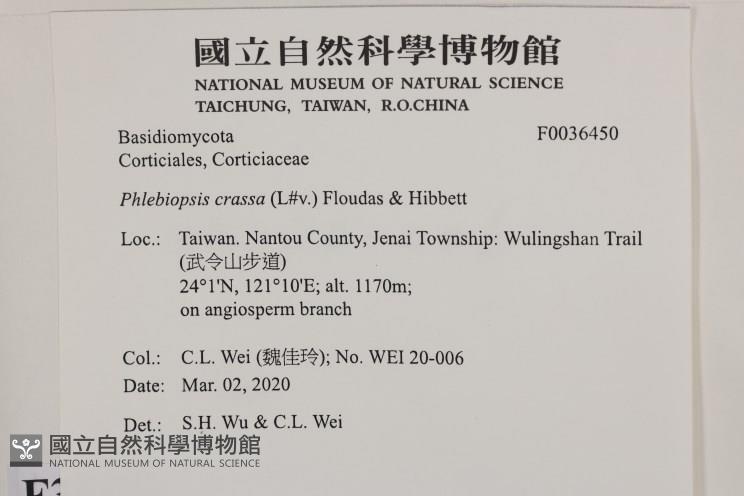 國立自然科學博物館
NATIONAL MUSEUM OF NATURAL SCIENCE
TAICHUNG, TAIWAN, R.O.CHINA
Basidiomycota F0036450
Corticiales, Corticiaceae
Phlebiopsis crassa (L#v.) Floudas & Hibbett
Loc.: Taiwan. Nantou County, Jenai Township: Wulingshan Trail
(武令山步道)
24°1'N, 121°10'E; alt. 1170m;
on angiosperm branch
Col.: C.L. Wei (魏佳玲); No. WEI 20-006
Date: Mar. 02, 2020
Det.: S.H. Wu & C.L. Wei
國立自然科學博物館
NATIONAL MUSEUM OF NATURAL SCIENCE